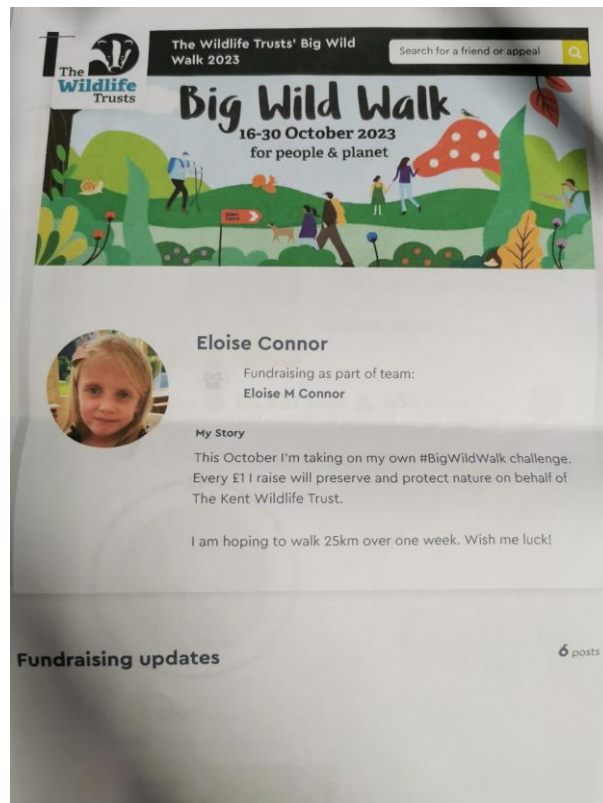 The
Wildlife
Trusts
The Wildlife Trusts' Big Wild
Walk 2023
Search for a friend or appeal
Big Wild Walk
16-30 October 2023
for people & planet
Eloise Connor
Fundraising as part of team:
Eloise M Connor
My Story
This October I'm taking on my own #BigWildWalk challenge.
Every £1 I raise will preserve and protect nature on behalf of
The Kent Wildlife Trust.
I am hoping to walk 25km over one week. Wish me luck!
Fundraising updates
6 posts